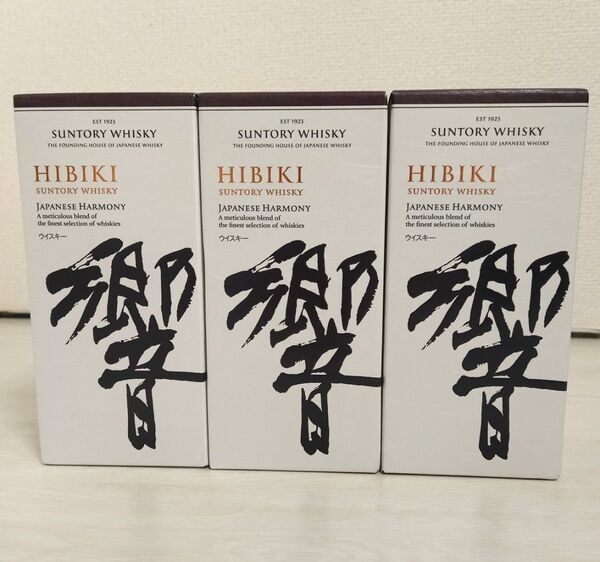 EST 1923
SUNTORY WHISKY
THE FOUNDING HOUSE OF JAPANESE WHISKY
HIBIKI
SUNTORY WHISKY
JAPANESE HARMONY
A meticulous blend of
the finest selection of whiskies
ウイスキー
響
EST 1923
SUNTORY WHISKY
THE FOUNDING HOUSE OF JAPANESE WHISKY
HIBIKI
SUNTORY WHISKY
JAPANESE HARMONY
A meticulous blend of
the finest selection of whiskies
ウイスキー
響
EST 1923
SUNTORY WHISKY
THE FOUNDING HOUSE OF JAPANESE WHISKY
HIBIKI
SUNTORY WHISKY
JAPANESE HARMONY
A meticulous blend of
the finest selection of whiskies
ウイスキー
響